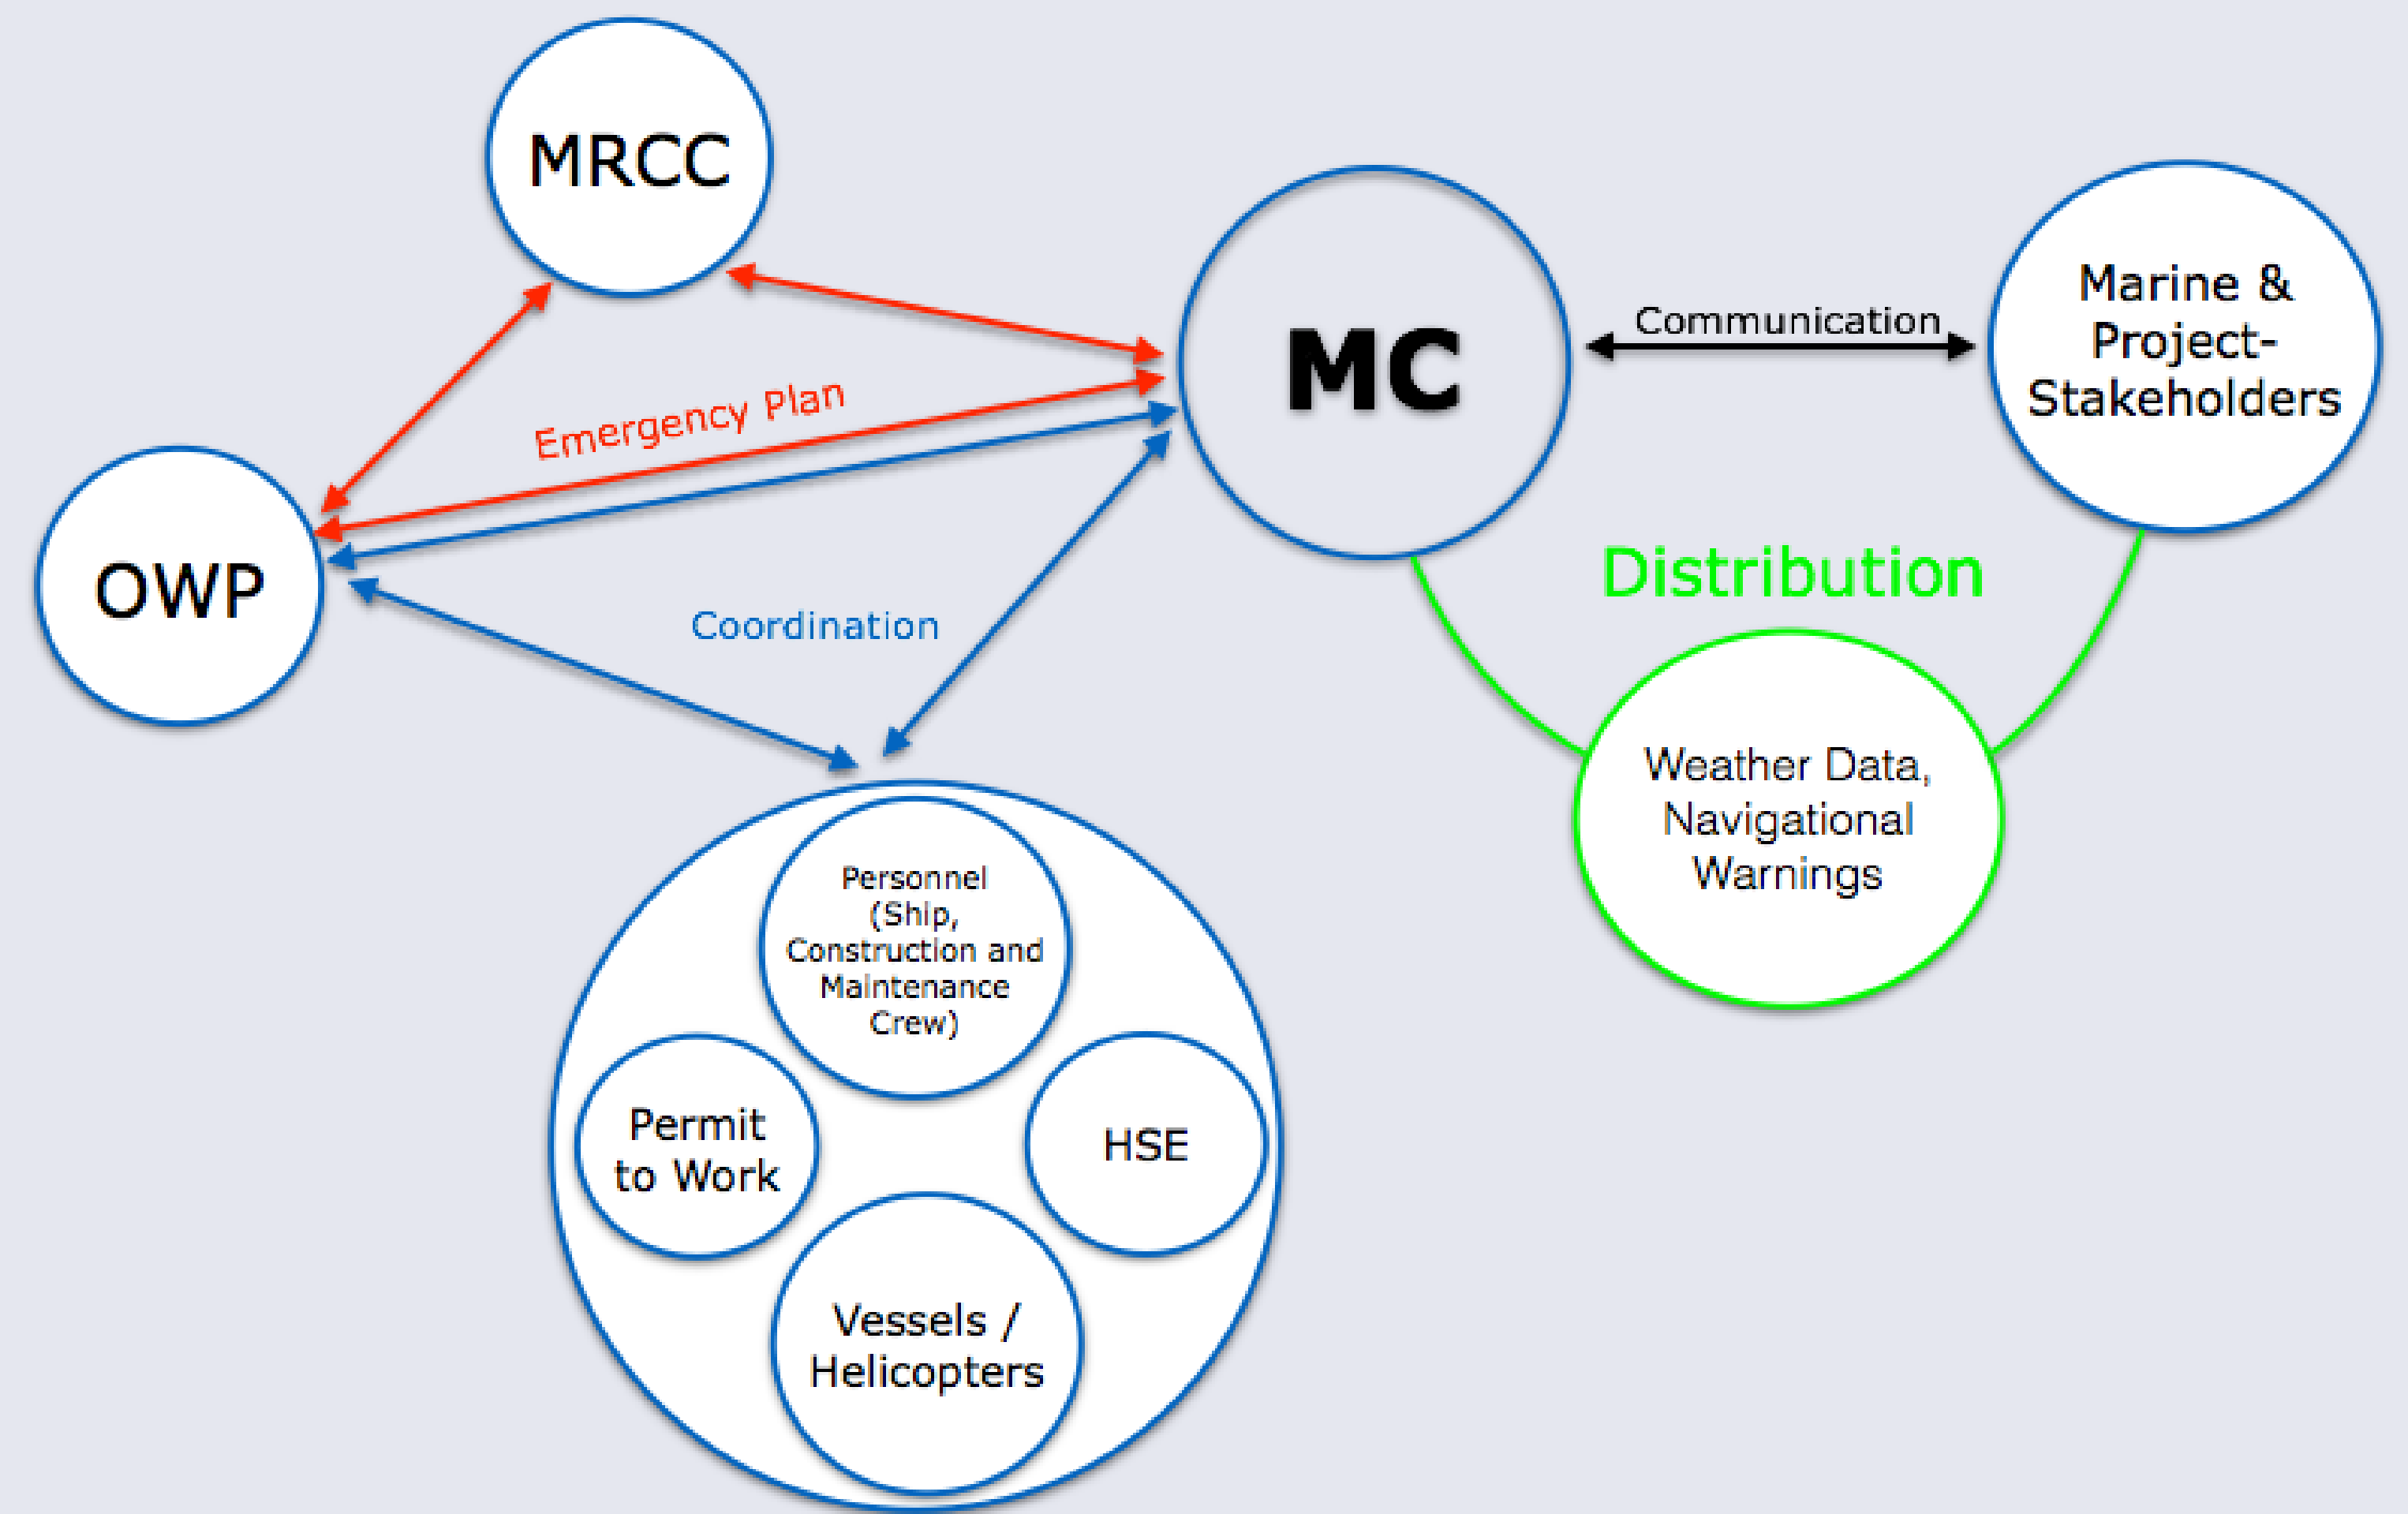 MRCC
MC
Communication
Marine &
Project-
Stakeholders
Emergency Plan
OWP
Coordination
Distribution
Weather Data,
Navigational
Warnings
Personnel
(Ship,
Construction and
Maintenance
Crew)
Permit
to Work
HSE
Vessels /
Helicopters